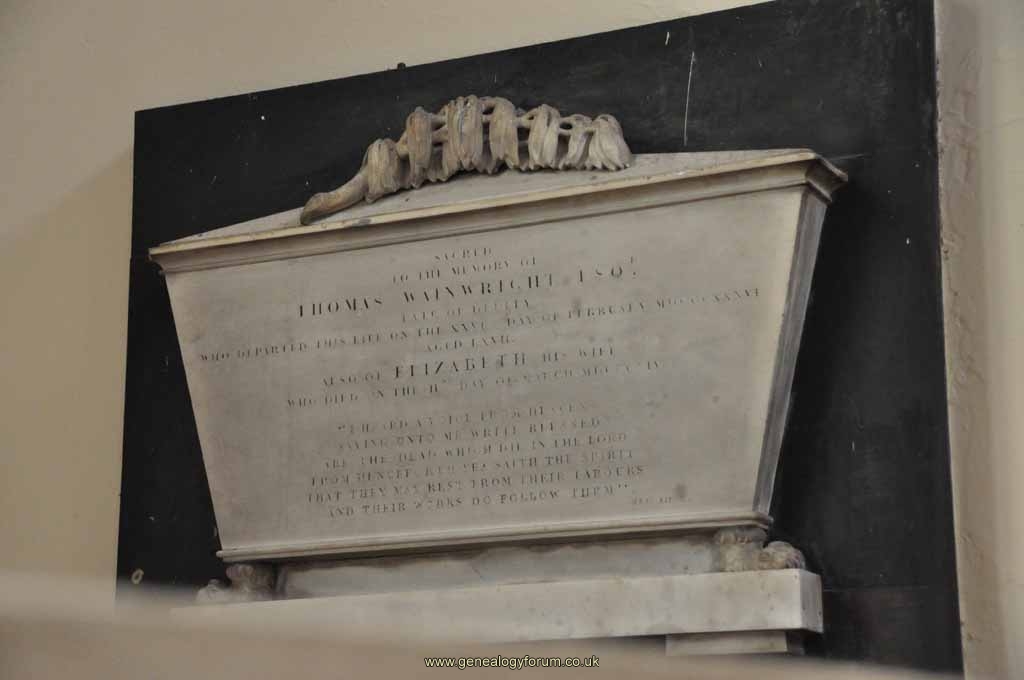 SACRED
TO THE MEMORY OF
THOMAS WAINWRIGHT, ESQR.
LATE OF
WHO DEPARTED THIS LIFE ON THE DAY OF
AGED LXVII.
ALSO OF ELIZABETH HIS WIFE
WHO DIED ON THE DAY OF MARCH
"I HEARD A VOICE FROM HEAVEN
SAYING UNTO ME WRITE BLESSED
ARE THE DEAD WHICH DIE IN THE LORD
FROM HENCEFORTH YEA SAITH THE SPIRIT
THAT THEY MAY REST FROM THEIR LABOURS
AND THEIR WORKS DO FOLLOW THEM"
www.genealogyforum.co.uk